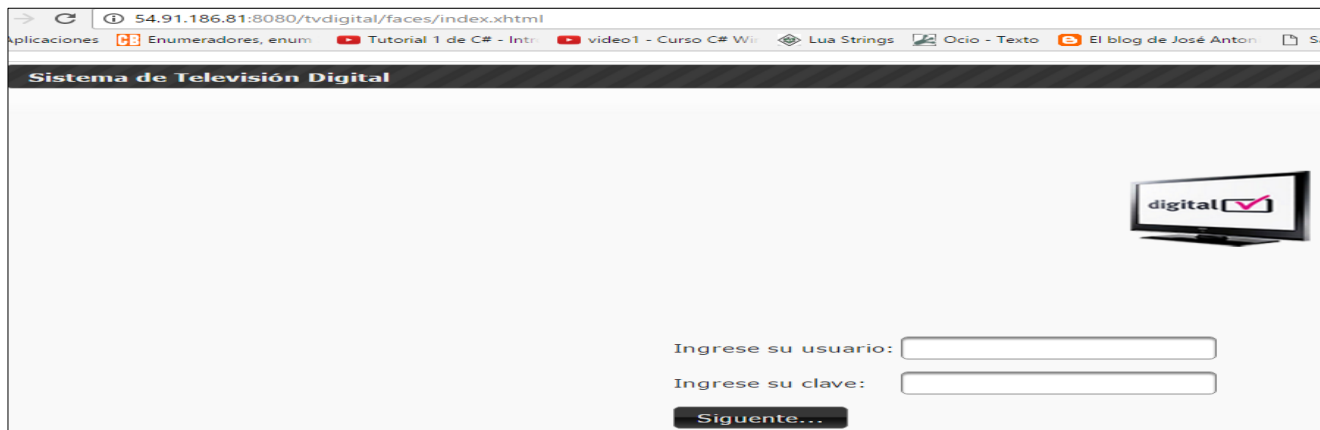 54.91.186.81:8080/tvdigital/faces/index.xhtml
Aplicaciones Enumeradores, enum Tutorial 1 de C# - Intr video1 - Curso C# Wi Lua Strings Ocio - Texto El blog de José Anton S
Sistema de Televisión Digital
digital
Ingrese su usuario:
Ingrese su clave:
Siguente...